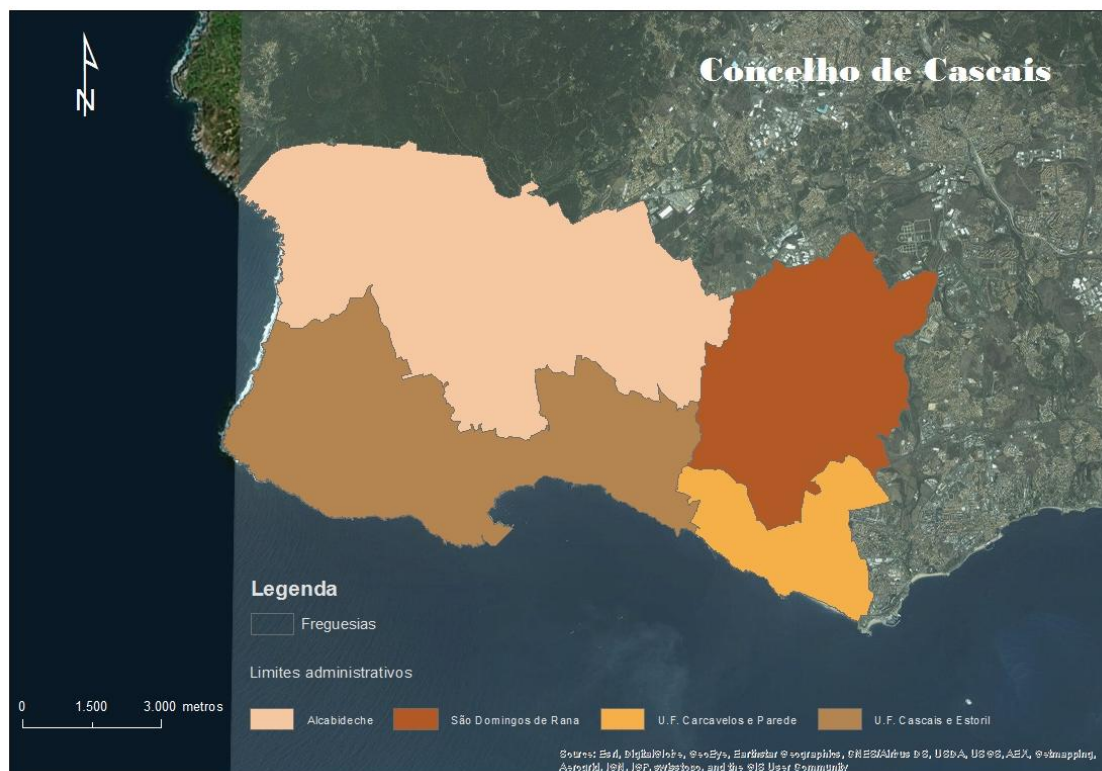 Concelho de Cascais
N
Legenda
Freguesias
Limites administrativos
0 1.500 3.000 metros
Alcabideche
São Domingos de Rana
U.F. Carcavelos e Parede
U.F. Cascais e Estoril
Source: Esri, DigitalGlobe, GeoEye, Earthstar Geographics, CNES/Airbus DS, USDA, USGS, AEX, Getmapping,
Aerogrid, IGN, IGP, swisstopo, and the GIS User Community